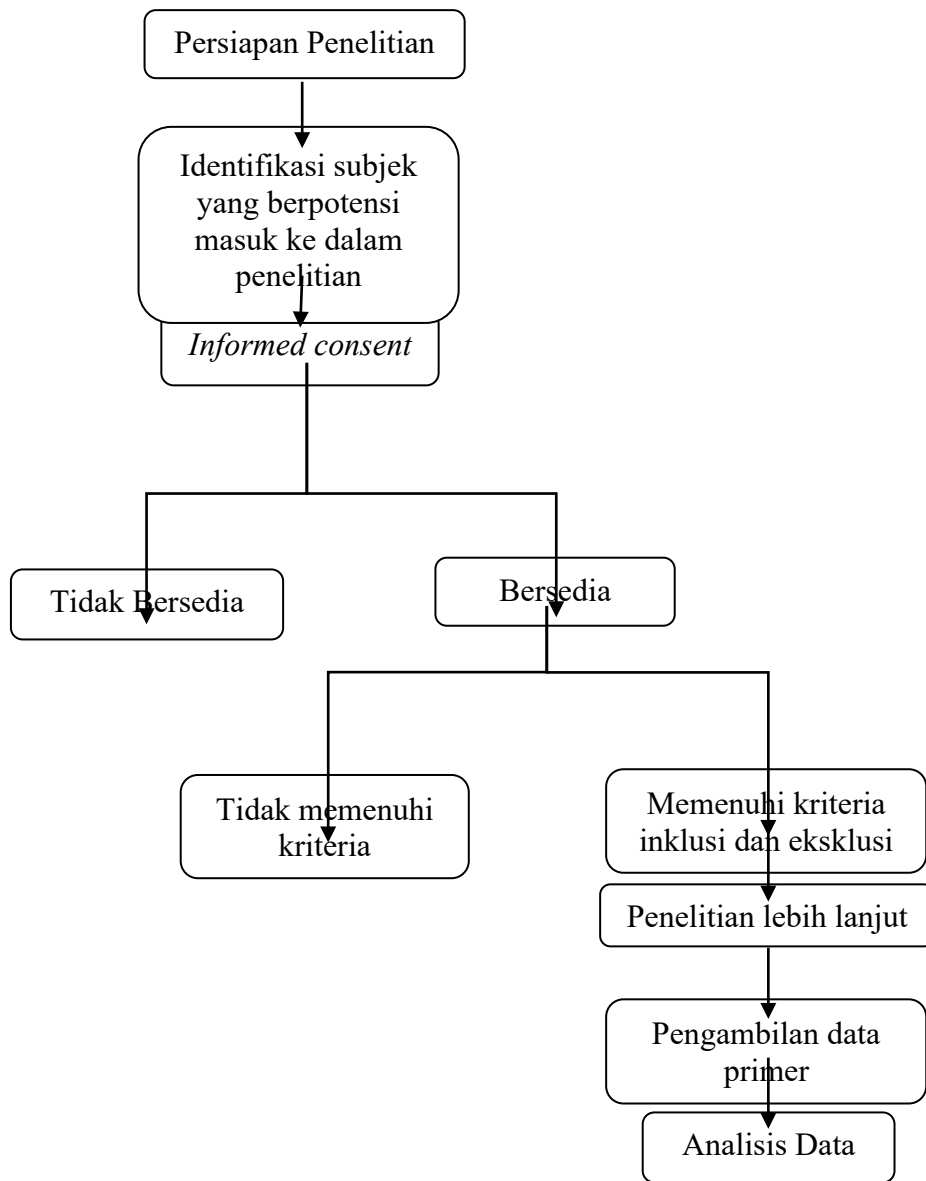 Persiapan Penelitian
Identifikasi subjek
yang berpotensi
masuk ke dalam
penelitian
Informed consent
Tidak Bersedia
Bersedia
Tidak memenuhi
kriteria
Memenuhi kriteria
inklusi dan eksklusi
Penelitian lebih lanjut
Pengambilan data
primer
Analisis Data